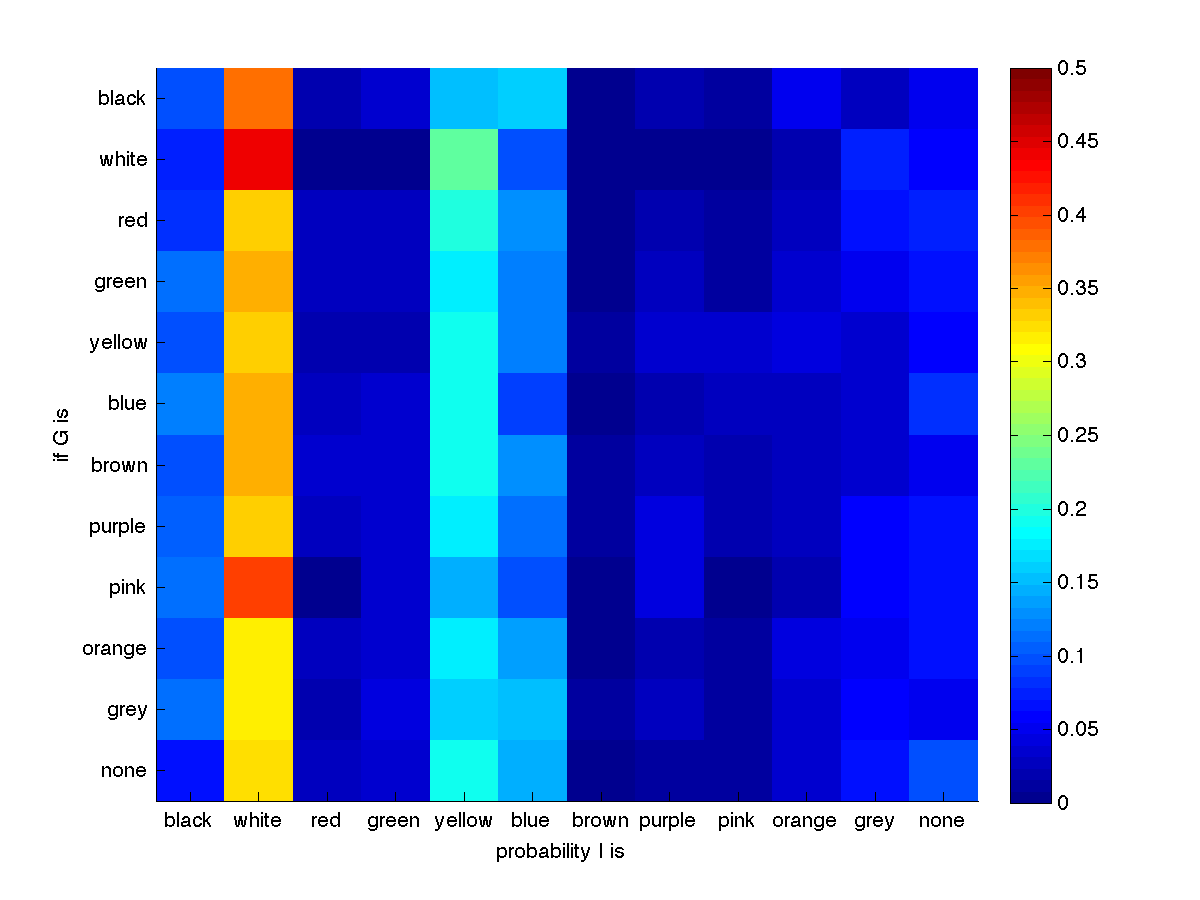 if G is
black
white
red
green
yellow
blue
brown
purple
pink
orange
grey
none
black white red green yellow blue brown purple pink orange grey none
probability I is
0.5
0.45
0.4
0.35
0.3
0.25
0.2
0.15
0.1
0.05
0